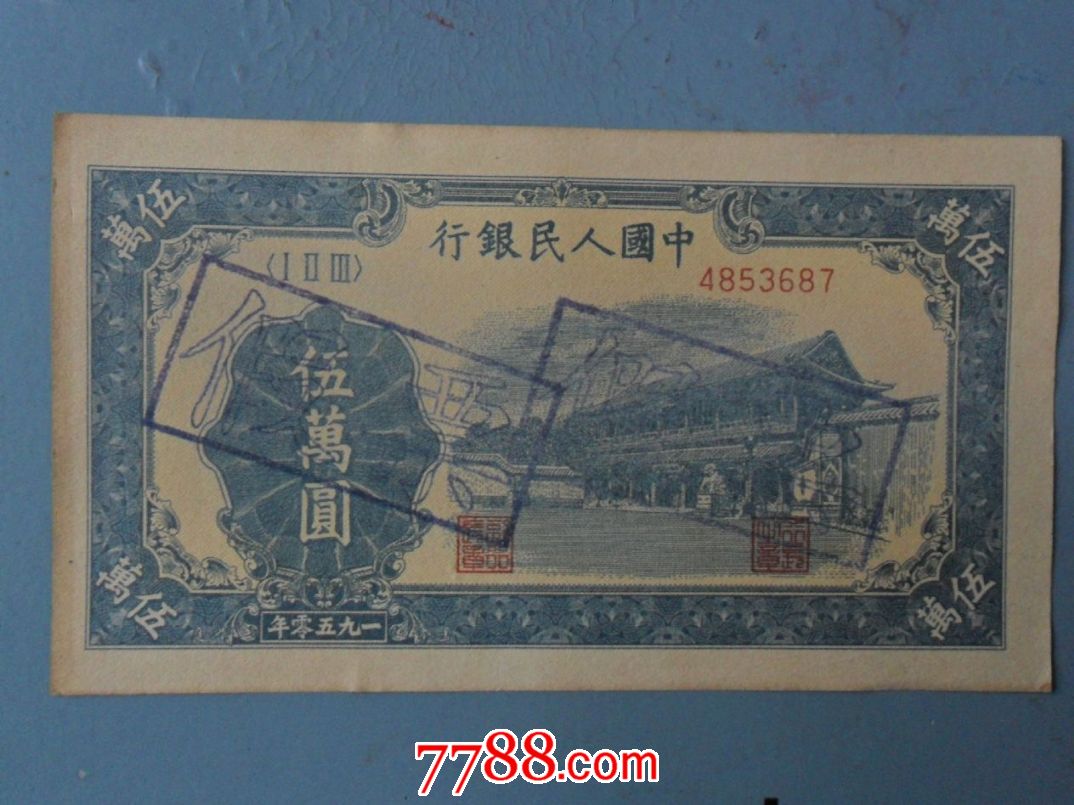 伍萬
伍萬
中國人民銀行
〈I II III〉
4853687
伍萬圓
伍萬
伍萬
一九五零年
7788.com